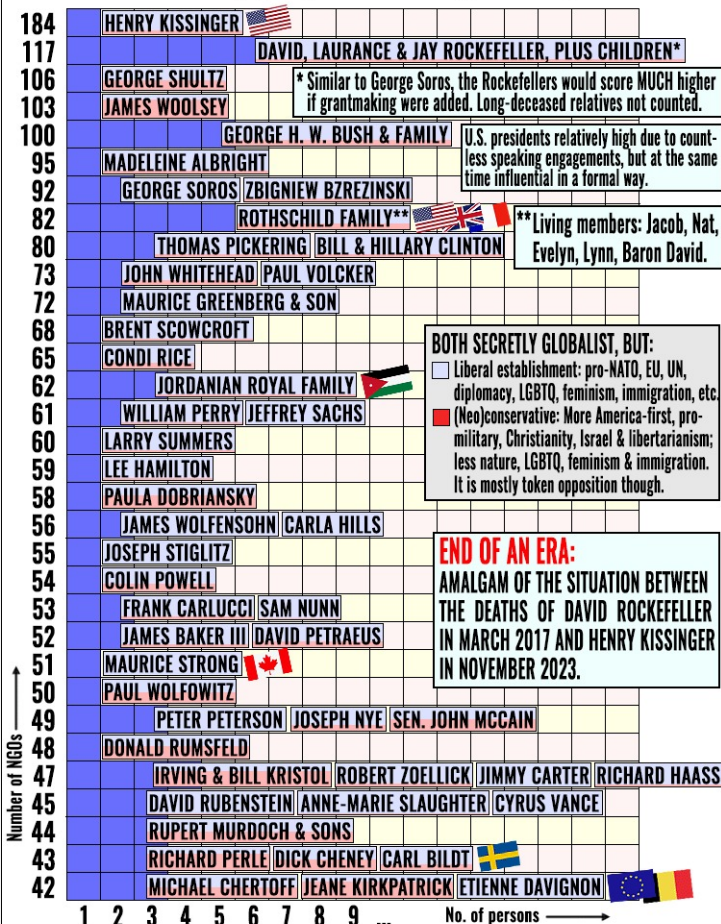 184 HENRY KISSINGER
117 DAVID, LAURANCE & JAY ROCKEFELLER, PLUS CHILDREN*
106 GEORGE SHULTZ
* Similar to George Soros, the Rockefellers would score MUCH higher
if grantmaking were added. Long-deceased relatives not counted.
103 JAMES WOOLSEY
100 GEORGE H. W. BUSH & FAMILY
U.S. presidents relatively high due to count-
less speaking engagements, but at the same
time influential in a formal way.
95 MADELEINE ALBRIGHT
92 GEORGE SOROS ZBIGNIEW BZREZINSKI
82 ROTHSCHILD FAMILY**
**Living members: Jacob, Nat,
Evelyn, Lynn, Baron David.
80 THOMAS PICKERING BILL & HILLARY CLINTON
73 JOHN WHITEHEAD PAUL VOLCKER
72 MAURICE GREENBERG & SON
68 BRENT SCOWCROFT
65 CONDI RICE
62 JORDANIAN ROYAL FAMILY
61 WILLIAM PERRY JEFFREY SACHS
60 LARRY SUMMERS
59 LEE HAMILTON
58 PAULA DOBRIANSKY
BOTH SECRETLY GLOBALIST, BUT:
Liberal establishment: pro-NATO, EU, UN,
diplomacy, LGBTQ, feminism, immigration, etc.
(Neo)conservative: More America-first, pro-
military, Christianity, Israel & libertarianism;
less nature, LGBTQ, feminism & immigration.
It is mostly token opposition though.
56 JAMES WOLFENSOHN CARLA HILLS
55 JOSEPH STIGLITZ
54 COLIN POWELL
53 FRANK CARLUCCI SAM NUNN
52 JAMES BAKER III DAVID PETRAEUS
51 MAURICE STRONG
50 PAUL WOLFOWITZ
END OF AN ERA:
AMALGAM OF THE SITUATION BETWEEN
THE DEATHS OF DAVID ROCKEFELLER
IN MARCH 2017 AND HENRY KISSINGER
IN NOVEMBER 2023.
49 PETER PETERSON JOSEPH NYE SEN. JOHN MCCAIN
48 DONALD RUMSFELD
47 IRVING & BILL KRISTOL ROBERT ZOELLICK JIMMY CARTER RICHARD HAASS
45 DAVID RUBENSTEIN ANNE-MARIE SLAUGHTER CYRUS VANCE
44 RUPERT MURDOCH & SONS
43 RICHARD PERLE DICK CHENEY CARL BILDT
42 MICHAEL CHERTOFF JEANE KIRKPATRICK ETIENNE DAVIGNON
Number of NGOs
1 2 3 4 5 6 7 8 9 ... No. of persons